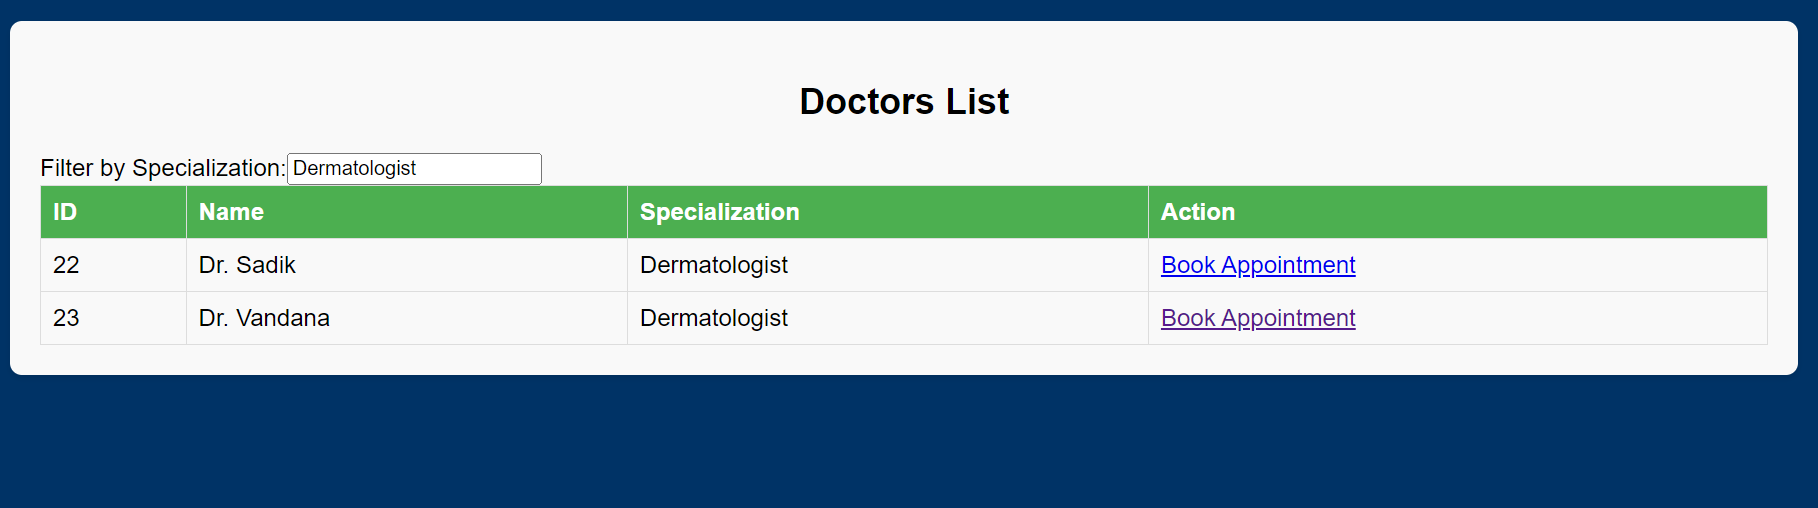 Doctors List
Filter by Specialization: Dermatologist
ID Name Specialization Action
22 Dr. Sadik Dermatologist Book Appointment
23 Dr. Vandana Dermatologist Book Appointment